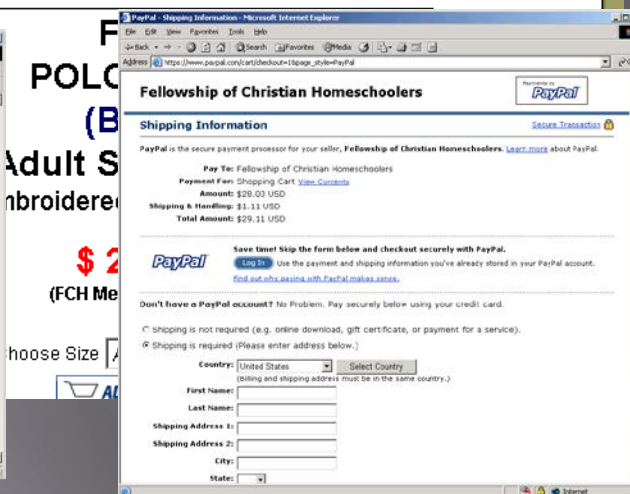 F
POLO
(B
Adult S
mbroidered
$ 2
(FCH Me
hoose Size
PayPal - Shipping Information - Microsoft Internet Explorer
File Edit View Favorites Tools Help
Back Search Favorites Media
Address https://www.paypal.com/cart/checkout=1&page_style=PayPal
Fellowship of Christian Homeschoolers
Payments by
PayPal
Shipping Information
Secure Transaction
PayPal is the secure payment processor for your seller, Fellowship of Christian Homeschoolers. Learn more about PayPal.
Pay To: Fellowship of Christian Homeschoolers
Payment For: Shopping Cart View Contents
Amount: $28.00 USD
Shipping & Handling: $1.11 USD
Total Amount: $29.11 USD
PayPal
Save time! Skip the form below and checkout securely with PayPal.
Log In Use the payment and shipping information you've already stored in your PayPal account.
Find out why paying with PayPal makes sense.
Don't have a PayPal account? No Problem. Pay securely below using your credit card.
Shipping is not required (e.g. online download, gift certificate, or payment for a service).
Shipping is required (Please enter address below.)
Country: United States Select Country
(Billing and shipping address must be in the same country.)
First Name:
Last Name:
Shipping Address 1:
Shipping Address 2:
City:
State:
Internet